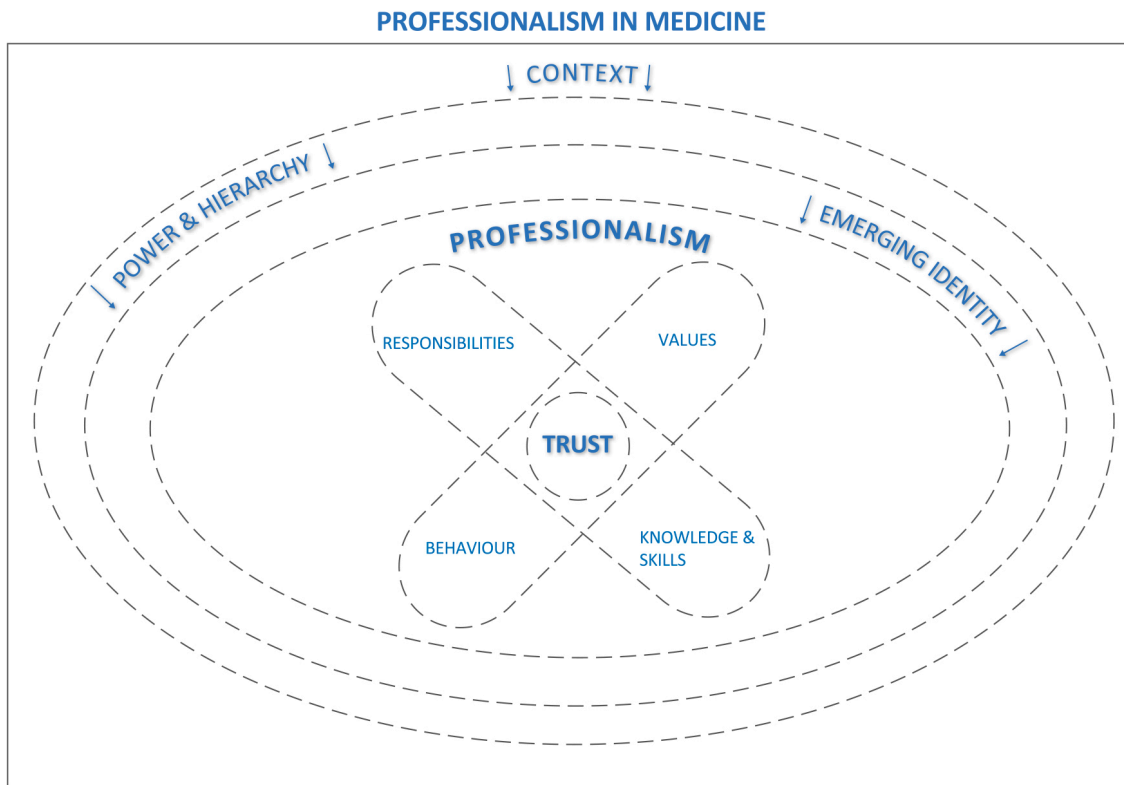 PROFESSIONALISM IN MEDICINE
CONTEXT
POWER & HIERARCHY
EMERGING IDENTITY
PROFESSIONALISM
RESPONSIBILITIES
VALUES
TRUST
BEHAVIOUR
KNOWLEDGE &
SKILLS